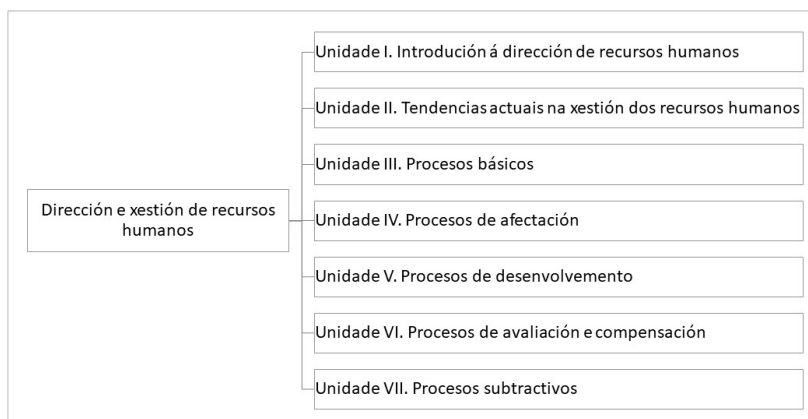 Unidade I. Introdución á dirección de recursos humanos
Unidade II. Tendencias actuais na xestión dos recursos humanos
Unidade III. Procesos básicos
Dirección e xestión de recursos
humanos
Unidade IV. Procesos de afectación
Unidade V. Procesos de desenvolvemento
Unidade VI. Procesos de avaliación e compensación
Unidade VII. Procesos subtractivos